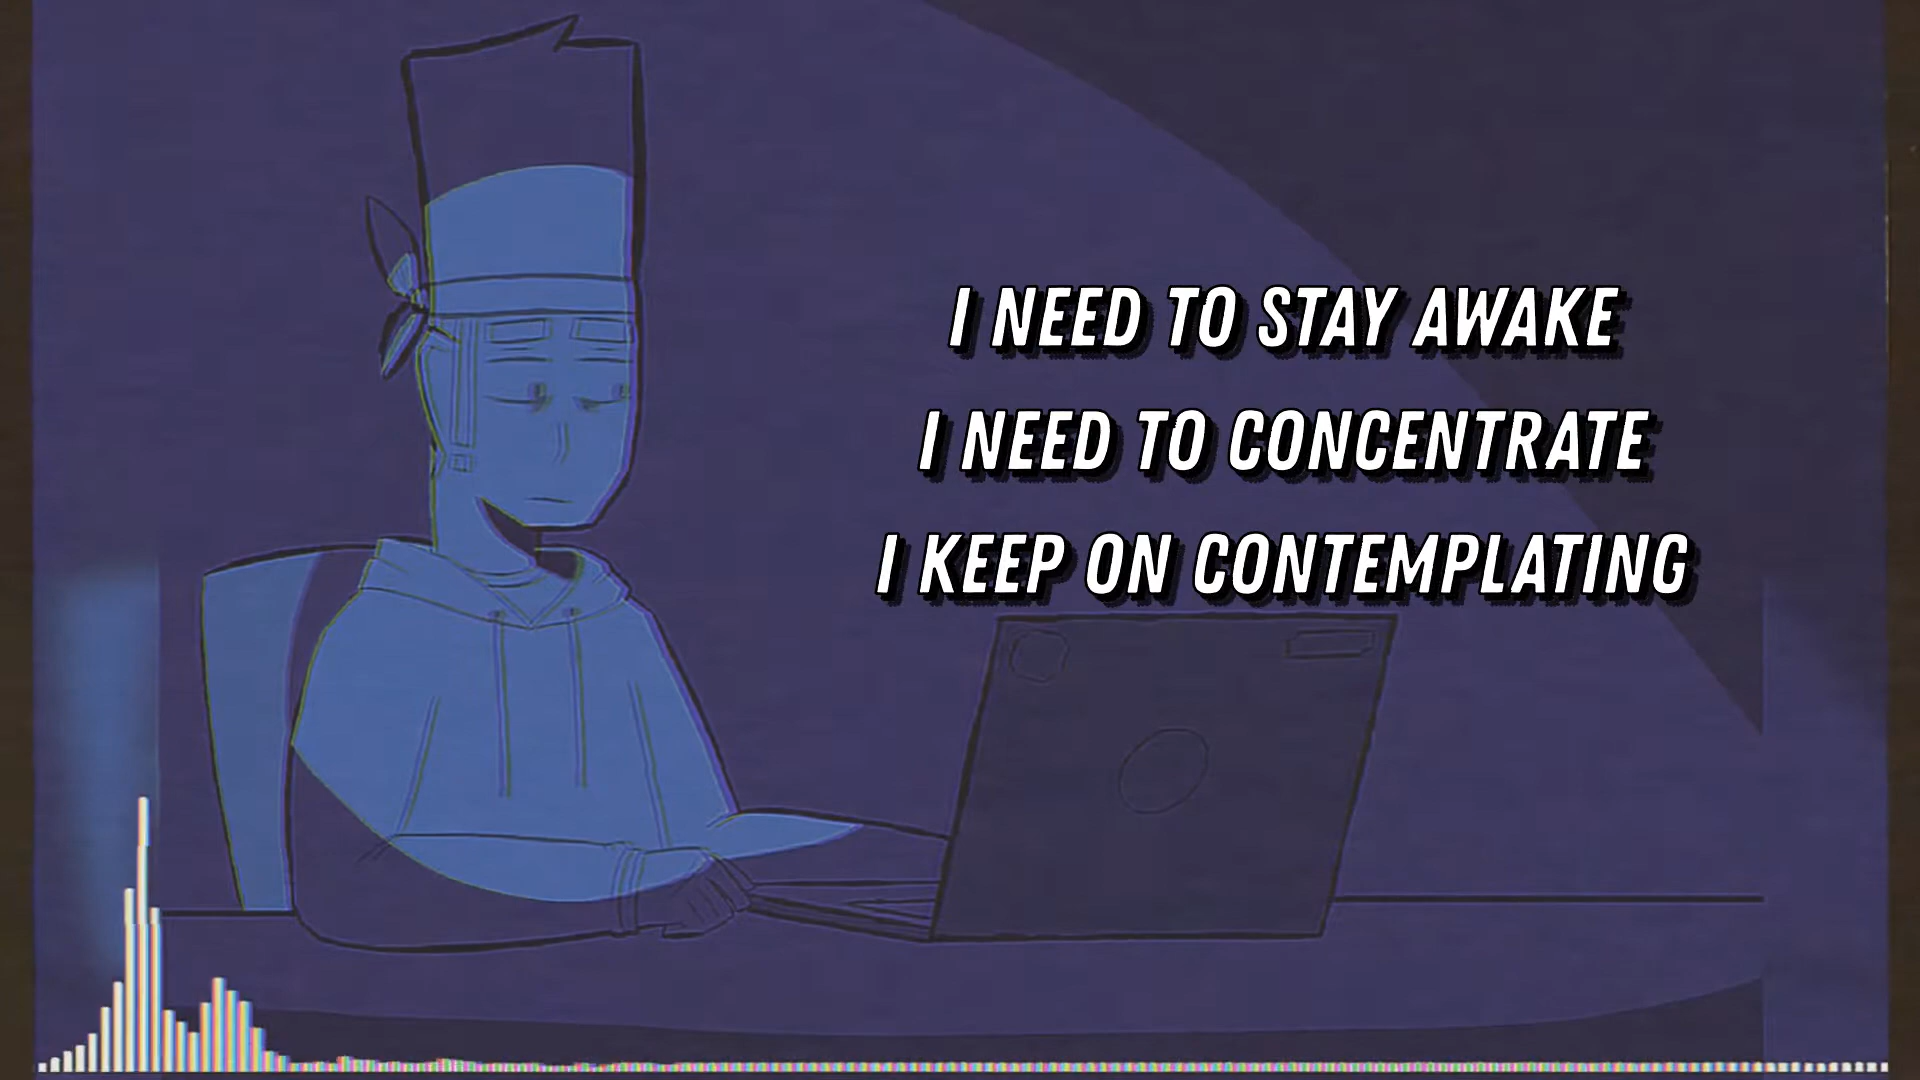 I NEED TO STAY AWAKE
I NEED TO CONCENTRATE
I KEEP ON CONTEMPLATING